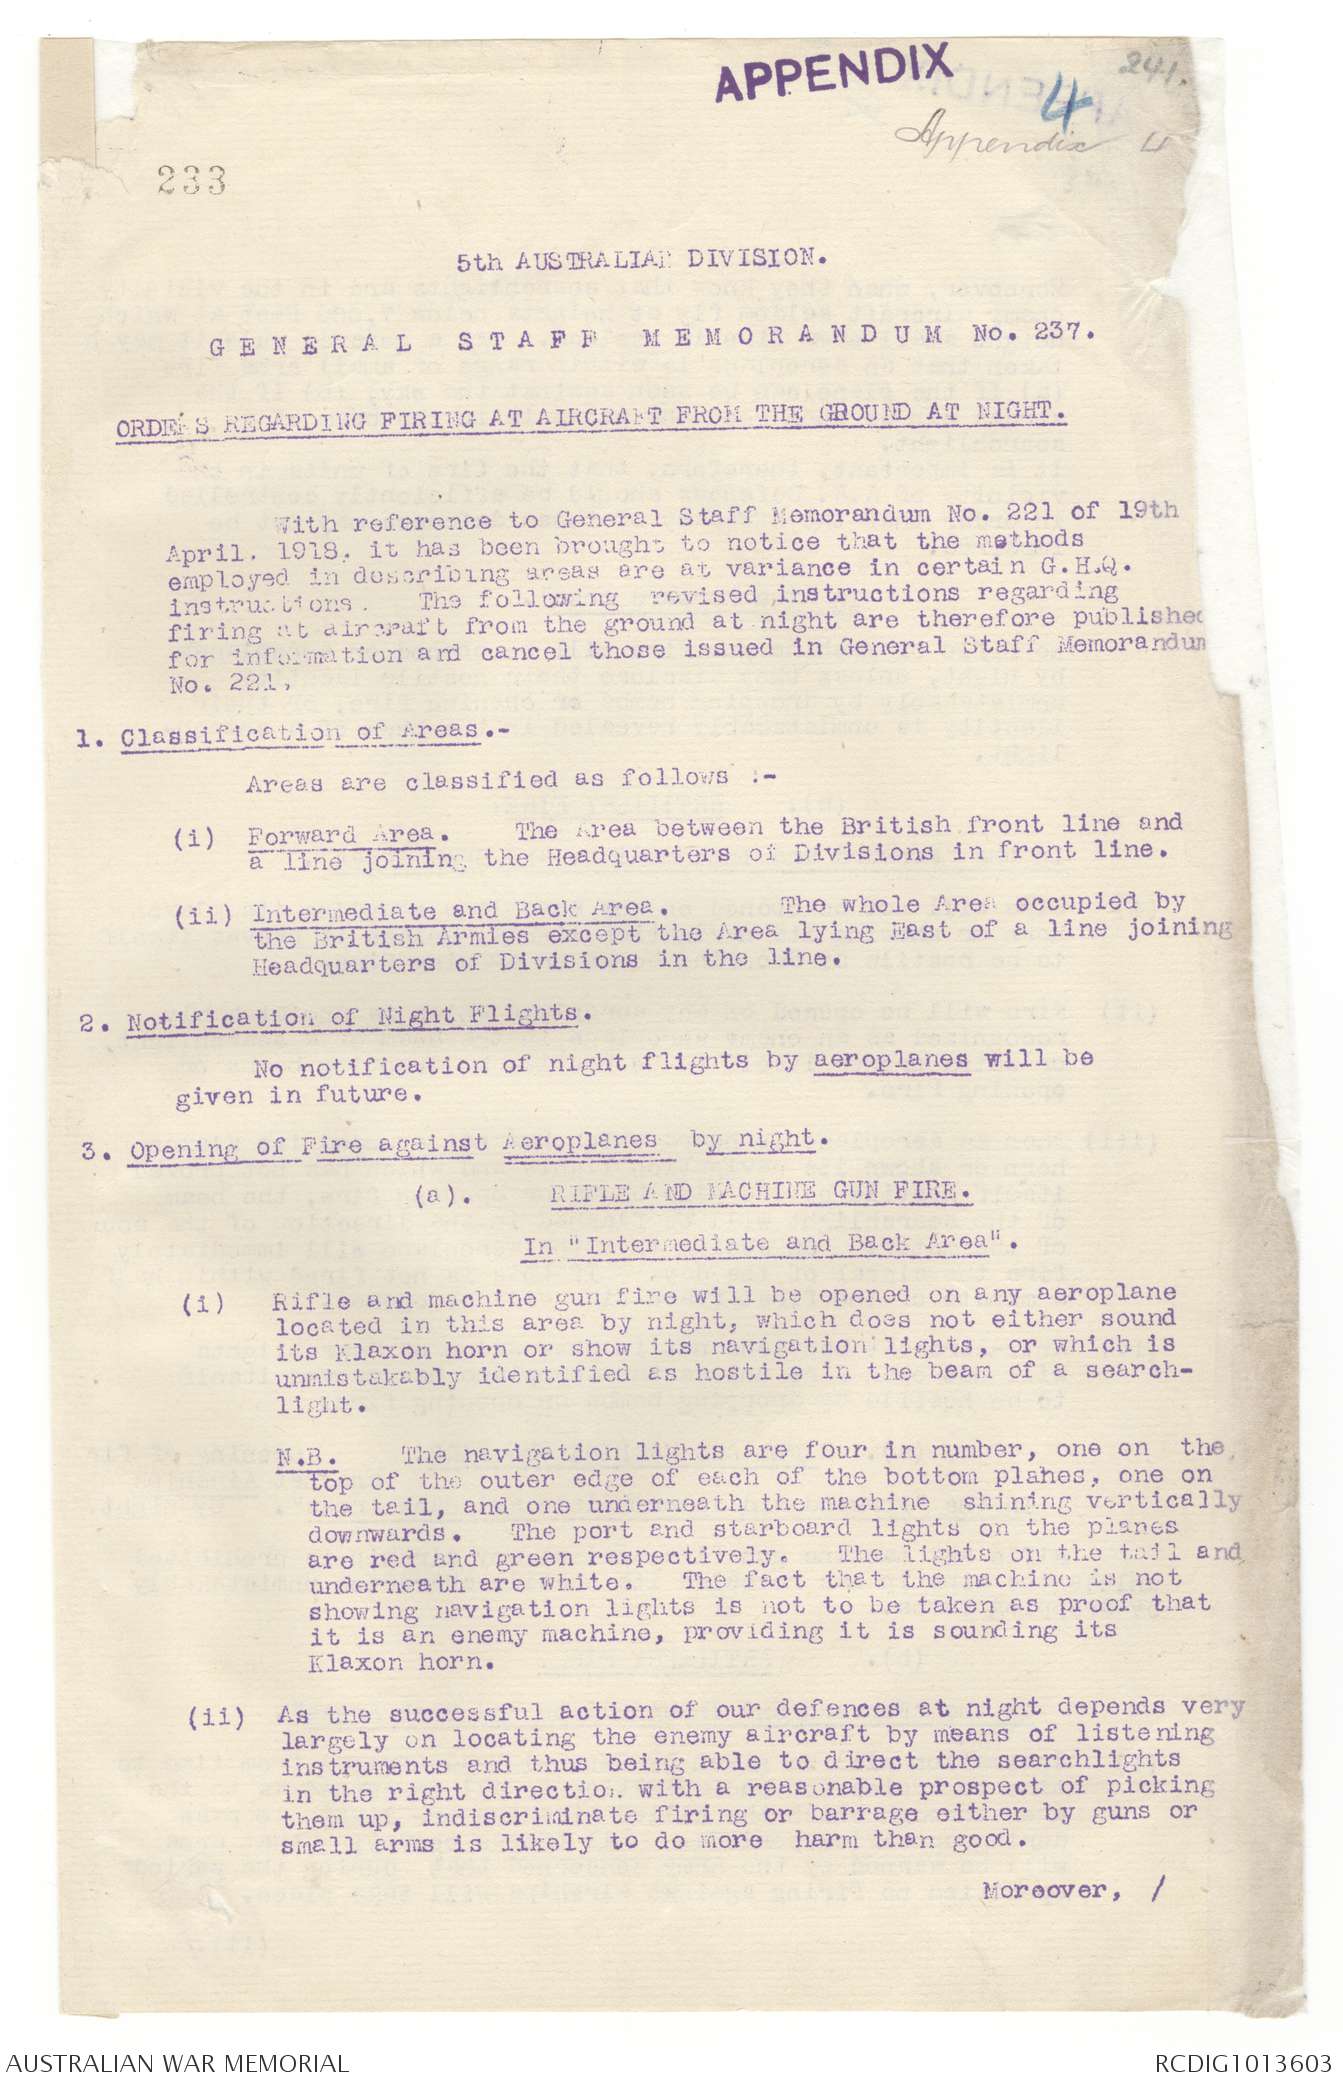 APPENDIX
241.
4
Appendix 4
233
5th AUSTRALIAN DIVISION.
GENERAL STAFF MEMORANDUM No. 237.
ORDERS REGARDING FIRING AT AIRCRAFT FROM THE GROUND AT NIGHT.
With reference to General Staff Memorandum No. 221 of 19th
April, 1918, it has been brought to notice that the methods
employed in describing areas are at variance in certain G.H.Q.
instructions. The following revised instructions regarding
firing at aircraft from the ground at night are therefore published
for information and cancel those issued in General Staff Memorandum
No. 221.
1. Classification of Areas.-
Areas are classified as follows :-
(i) Forward Area. The Area between the British front line and
a line joining the Headquarters of Divisions in front line.
(ii) Intermediate and Back Area. The whole Area occupied by
the British Armies except the Area lying East of a line joining
Headquarters of Divisions in the line.
2. Notification of Night Flights.
No notification of night flights by aeroplanes will be
given in future.
3. Opening of Fire against Aeroplanes by night.
(a). RIFLE AND MACHINE GUN FIRE.
In "Intermediate and Back Area".
(i) Rifle and machine gun fire will be opened on any aeroplane
located in this area by night, which does not either sound
its Klaxon horn or show its navigation lights, or which is
unmistakably identified as hostile in the beam of a search-
light.
N.B. The navigation lights are four in number, one on the
top of the outer edge of each of the bottom planes, one on
the tail, and one underneath the machine shining vertically
downwards. The port and starboard lights on the planes
are red and green respectively. The lights on the tail and
underneath are white. The fact that the machine is not
showing navigation lights is not to be taken as proof that
it is an enemy machine, providing it is sounding its
Klaxon horn.
(ii) As the successful action of our defences at night depends very
largely on locating the enemy aircraft by means of listening
instruments and thus being able to direct the searchlights
in the right direction with a reasonable prospect of picking
them up, indiscriminate firing or barrage either by guns or
small arms is likely to do more harm than good.
Moreover, /
AUSTRALIAN WAR MEMORIAL
RCDIG1013603